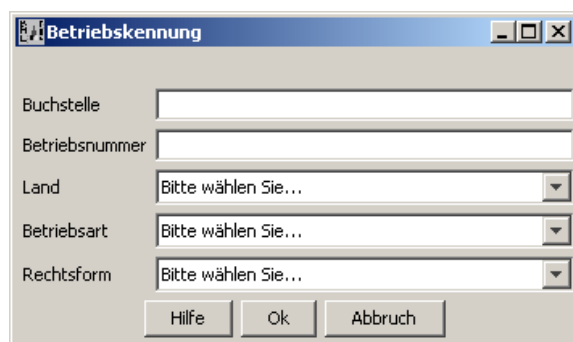 Betriebskennung
Buchstelle
Betriebsnummer
Land Bitte wählen Sie...
Betriebsart Bitte wählen Sie...
Rechtsform Bitte wählen Sie...
Hilfe Ok Abbruch